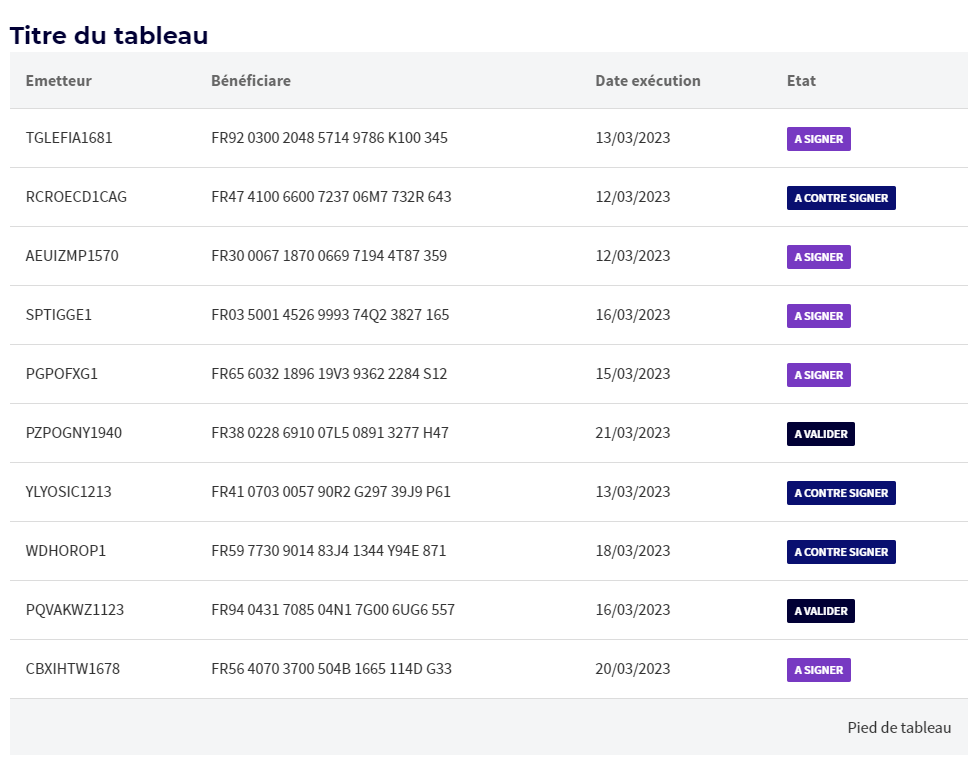 Titre du tableau
Emetteur Bénéficiare Date exécution Etat
TGLEFIA1681 FR92 0300 2048 5714 9786 K100 345 13/03/2023 A SIGNER
RCROECD1CAG FR47 4100 6600 7237 06M7 732R 643 12/03/2023 A CONTRE SIGNER
AEUIZMP1570 FR30 0067 1870 0669 7194 4T87 359 12/03/2023 A SIGNER
SPTIGGE1 FR03 5001 4526 9993 74Q2 3827 165 16/03/2023 A SIGNER
PGPOFXG1 FR65 6032 1896 19V3 9362 2284 S12 15/03/2023 A SIGNER
PZPOGNY1940 FR38 0228 6910 07L5 0891 3277 H47 21/03/2023 A VALIDER
YLYOSIC1213 FR41 0703 0057 90R2 G297 39J9 P61 13/03/2023 A CONTRE SIGNER
WDHOROP1 FR59 7730 9014 83J4 1344 Y94E 871 18/03/2023 A CONTRE SIGNER
PQVAKWZ1123 FR94 0431 7085 04N1 7G00 6UG6 557 16/03/2023 A VALIDER
CBXIHTW1678 FR56 4070 3700 504B 1665 114D G33 20/03/2023 A SIGNER
Pied de tableau